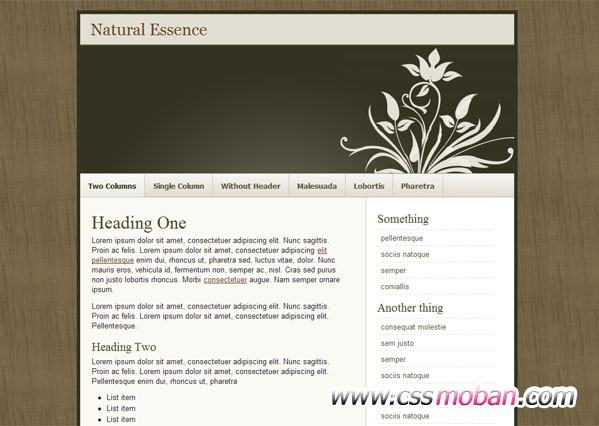 Natural Essence
Two Columns Single Column Without Header Malesuada Lobortis Pharetra
Heading One
Lorem ipsum dolor sit amet, consectetuer adipiscing elit. Nunc sagittis.
Proin ac felis. Lorem ipsum dolor sit amet, consectetuer adipiscing elit
pellentesque enim dui, rhoncus ut, pharetra sed, luctus vitae, dolor. Nunc
mauris eros, vehicula id, fermentum non, semper ac, nisl. Cras sed purus
non justo lobortis rhoncus. Morbi consectetuer augue. Nam semper ornare
ipsum.
Lorem ipsum dolor sit amet, consectetuer adipiscing elit. Nunc sagittis.
Proin ac felis. Lorem ipsum dolor sit amet, consectetuer adipiscing elit.
Pellentesque.
Heading Two
Lorem ipsum dolor sit amet, consectetuer adipiscing elit. Nunc sagittis.
Proin ac felis. Lorem ipsum dolor sit amet, consectetuer adipiscing elit.
Pellentesque enim dui, rhoncus ut, pharetra
List item
List item
List item
Something
pellentesque
sociis natoque
semper
convallis
Another thing
consequat molestie
sem justo
semper
sociis natoque
www.cssmoban.com
sociis natoque